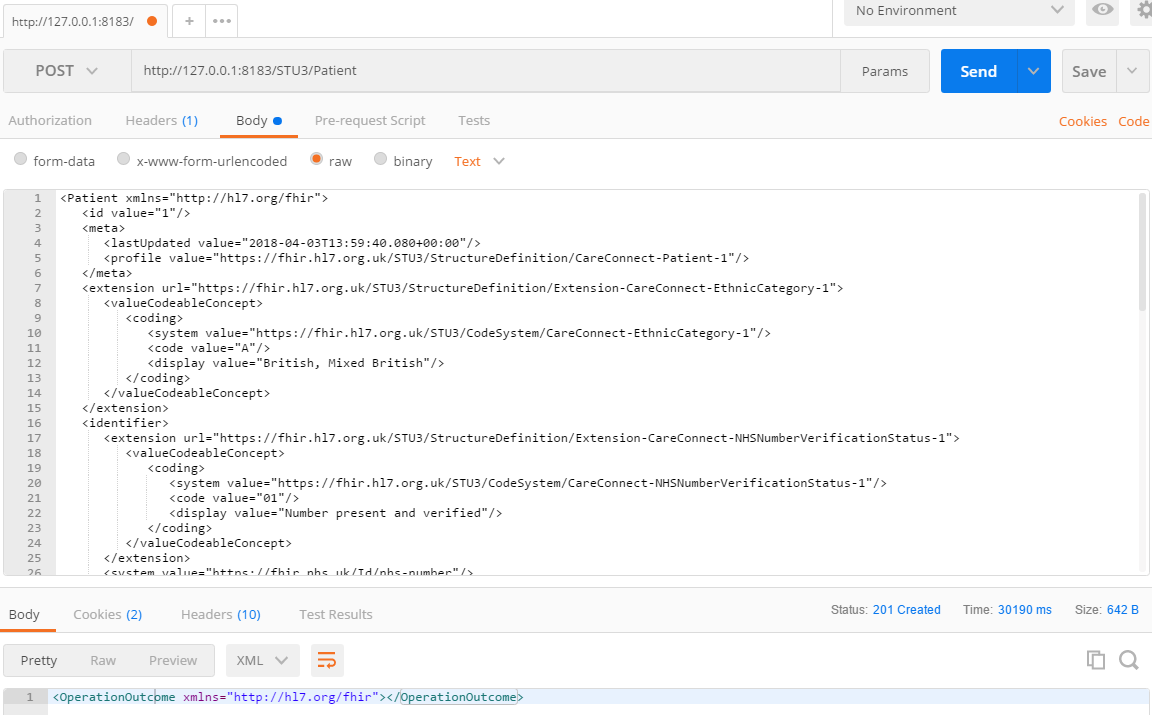 http://127.0.0.1:8183/
+
•••
No Environment
POST
http://127.0.0.1:8183/STU3/Patient
Params
Send
Save
Authorization
Headers (1)
Body
Pre-request Script
Tests
Cookies
Code
form-data
x-www-form-urlencoded
raw
binary
Text
1 <Patient xmlns="http://hl7.org/fhir">
2 <id value="1"/>
3 <meta>
4 <lastUpdated value="2018-04-03T13:59:40.080+00:00"/>
5 <profile value="https://fhir.hl7.org.uk/STU3/StructureDefinition/CareConnect-Patient-1"/>
6 </meta>
7 <extension url="https://fhir.hl7.org.uk/STU3/StructureDefinition/Extension-CareConnect-EthnicCategory-1">
8 <valueCodeableConcept>
9 <coding>
10 <system value="https://fhir.hl7.org.uk/STU3/CodeSystem/CareConnect-EthnicCategory-1"/>
11 <code value="A"/>
12 <display value="British, Mixed British"/>
13 </coding>
14 </valueCodeableConcept>
15 </extension>
16 <identifier>
17 <extension url="https://fhir.hl7.org.uk/STU3/StructureDefinition/Extension-CareConnect-NHSNumberVerificationStatus-1">
18 <valueCodeableConcept>
19 <coding>
20 <system value="https://fhir.hl7.org.uk/STU3/CodeSystem/CareConnect-NHSNumberVerificationStatus-1"/>
21 <code value="01"/>
22 <display value="Number present and verified"/>
23 </coding>
24 </valueCodeableConcept>
25 </extension>
26 <system value="https://fhir.nhs.uk/Id/nhs-number"/>
Body
Cookies (2)
Headers (10)
Test Results
Status: 201 Created
Time: 30190 ms
Size: 642 B
Pretty
Raw
Preview
XML
1 <OperationOutcome xmlns="http://hl7.org/fhir"></OperationOutcome>